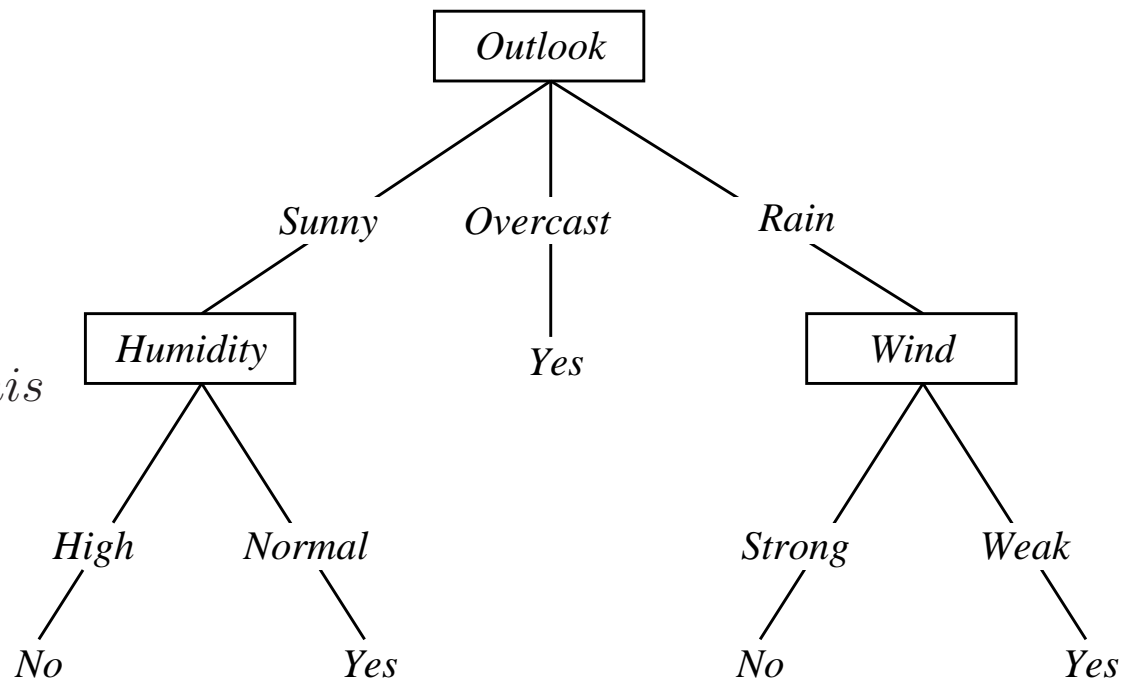 Outlook
Sunny Overcast Rain
Humidity Yes Wind
High Normal Strong Weak
No Yes No Yes